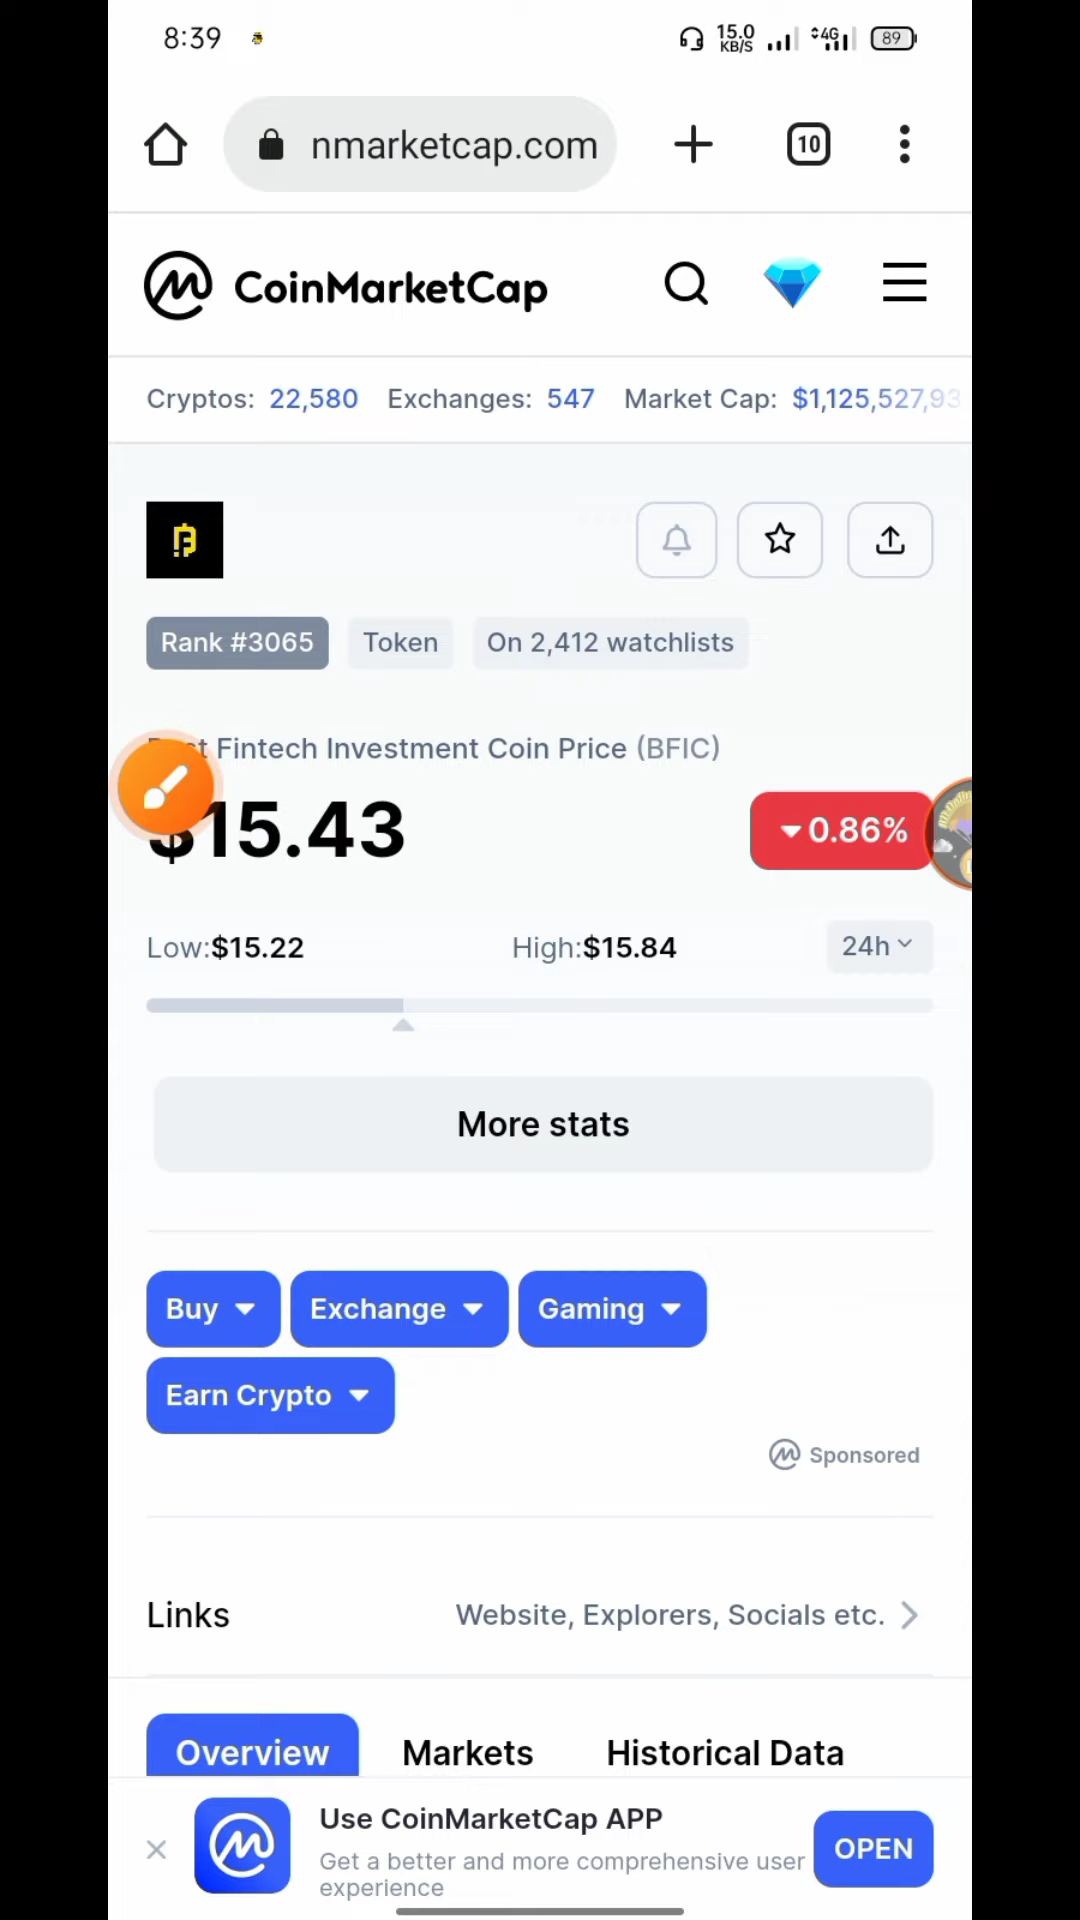 8:39 15.0 KB/S 4G 89
nmarketcap.com 10
CoinMarketCap
Cryptos: 22,580 Exchanges: 547 Market Cap: $1,125,527,93
Rank #3065 Token On 2,412 watchlists
Fintech Investment Coin Price (BFIC)
$15.43 0.86%
Low:$15.22 High:$15.84 24h
More stats
Buy Exchange Gaming
Earn Crypto
Sponsored
Links Website, Explorers, Socials etc.
Overview Markets Historical Data
Use CoinMarketCap APP
Get a better and more comprehensive user
experience
OPEN